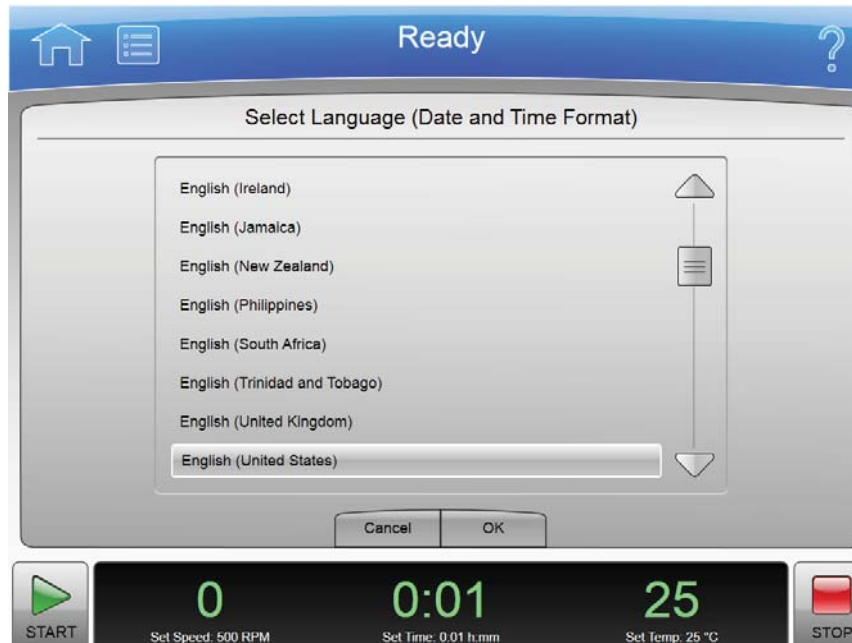 Ready
Select Language (Date and Time Format)
English (Ireland)
English (Jamaica)
English (New Zealand)
English (Philippines)
English (South Africa)
English (Trinidad and Tobago)
English (United Kingdom)
English (United States)
Cancel OK
START
0 0:01 25
Set Speed: 500 RPM Set Time: 0.01 h:mm Set Temp: 25 °C
STOP